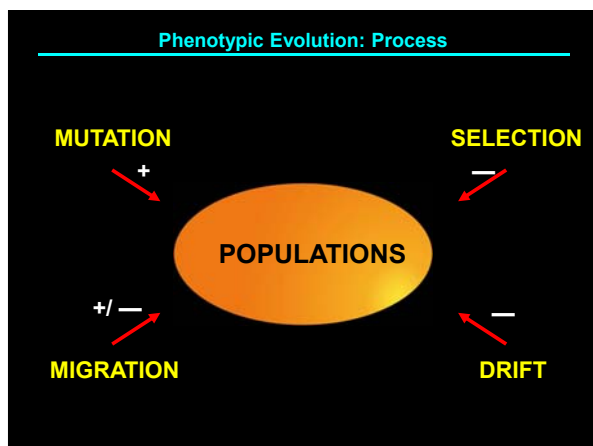 Phenotypic Evolution: Process
MUTATION
SELECTION
+
—
POPULATIONS
+/ —
—
MIGRATION
DRIFT